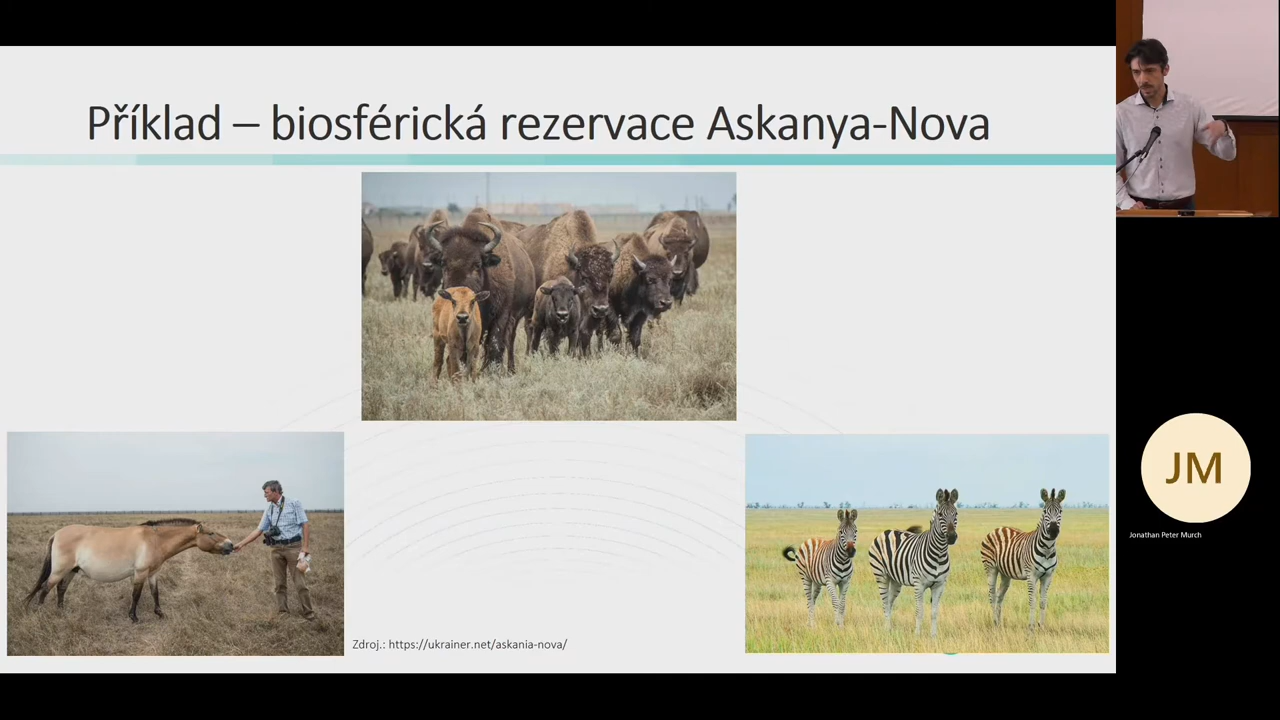 Příklad – biosférická rezervace Askanya-Nova
Zdroj.: https://ukrainer.net/askania-nova/
JM
Jonathan Peter Murch